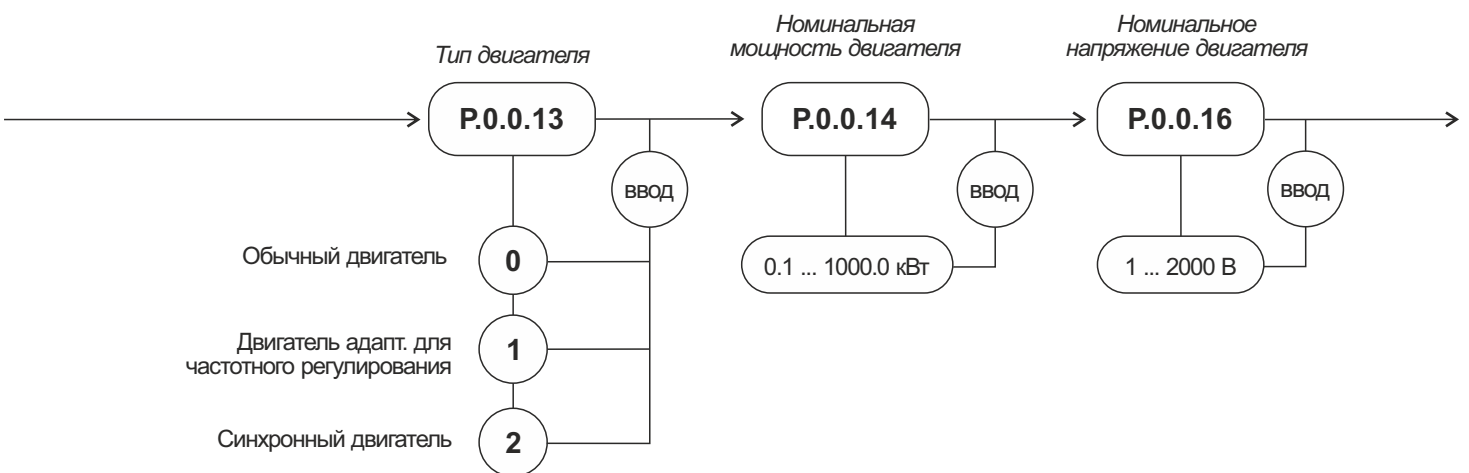 Тип двигателя
Номинальная
мощность двигателя
Номинальное
напряжение двигателя
P.0.0.13
P.0.0.14
P.0.0.16
ВВОД
ВВОД
ВВОД
Обычный двигатель
0
0.1 ... 1000.0 кВт
1 ... 2000 В
Двигатель адапт. для
частотного регулирования
1
Синхронный двигатель
2